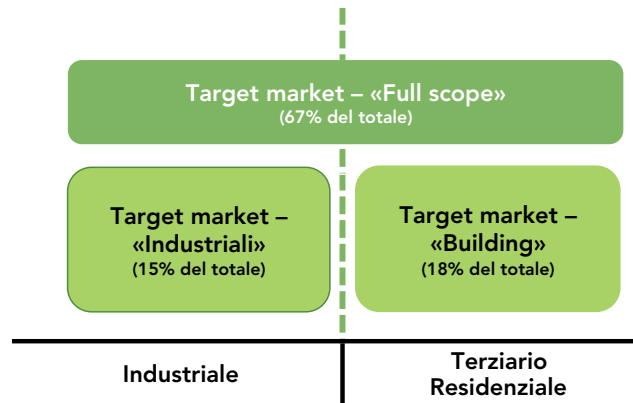 Target market – «Full scope»
(67% del totale)
Target market –
«Industriali»
(15% del totale)
Target market –
«Building»
(18% del totale)
Industriale
Terziario
Residenziale